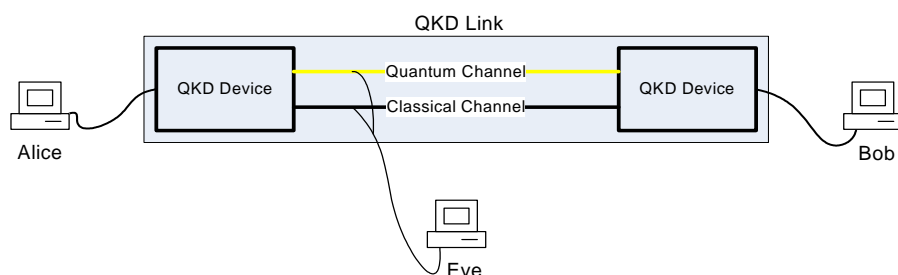 QKD Link
QKD Device
Quantum Channel
Classical Channel
QKD Device
Alice
Bob
Eve